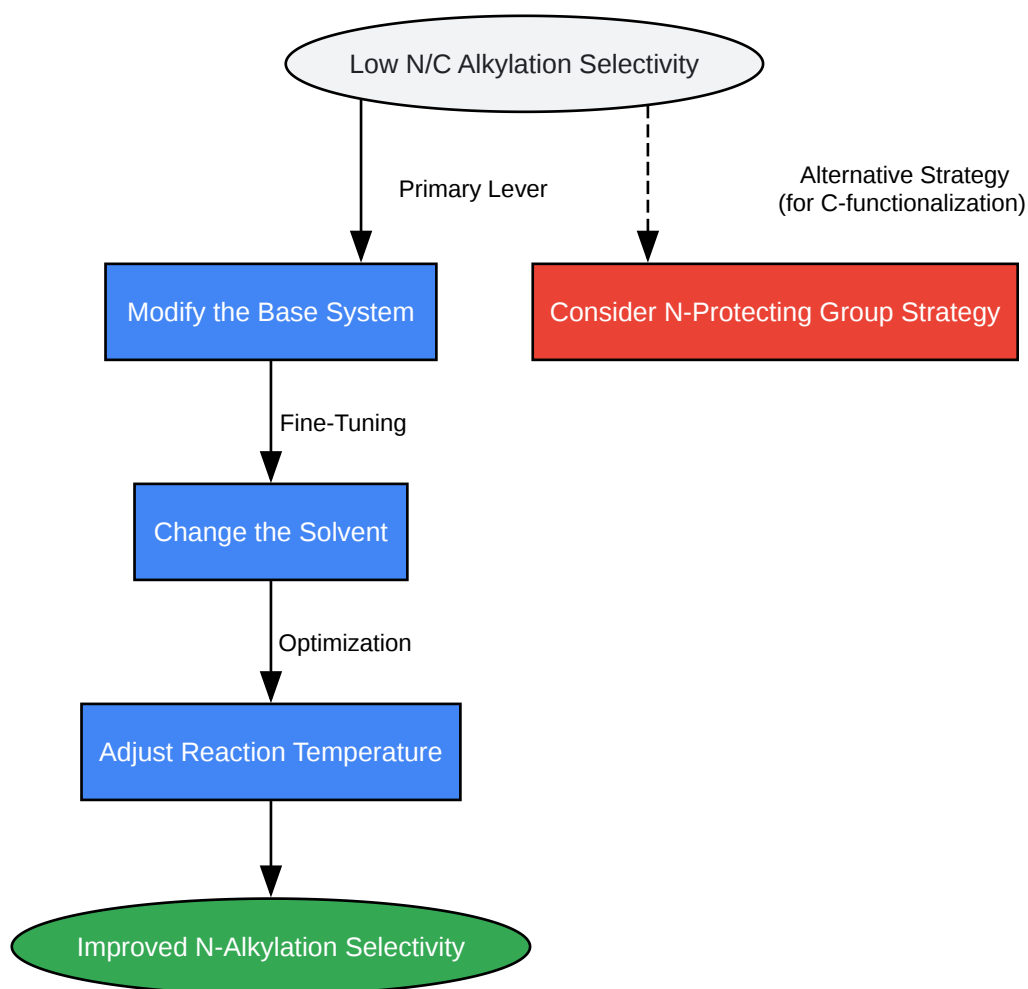 Low N/C Alkylation Selectivity
Primary Lever
Alternative Strategy
(for C-functionalization)
Modify the Base System
Consider N-Protecting Group Strategy
Fine-Tuning
Change the Solvent
Optimization
Adjust Reaction Temperature
Improved N-Alkylation Selectivity